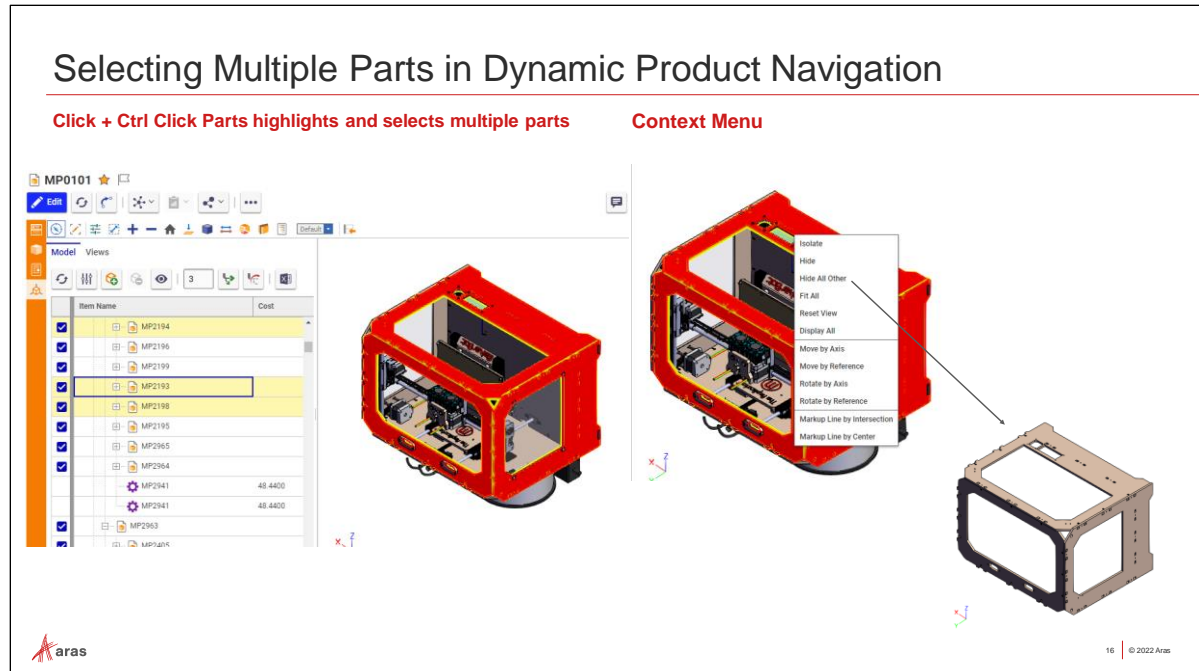 Selecting Multiple Parts in Dynamic Product Navigation
Click + Ctrl Click Parts highlights and selects multiple parts
Context Menu
MP0101
Edit
Default
Model Views
3
Item Name Cost
MP2194
MP2196
MP2199
MP2193
MP2198
MP2195
MP2965
MP2964
MP2941 48.4400
MP2941 48.4400
MP2963
MP2405
X Z
Isolate
Hide
Hide All Other
Fit All
Reset View
Display All
Move by Axis
Move by Reference
Rotate by Axis
Rotate by Reference
Markup Line by Intersection
Markup Line by Center
X Z
X Z
aras
16 © 2022 Aras